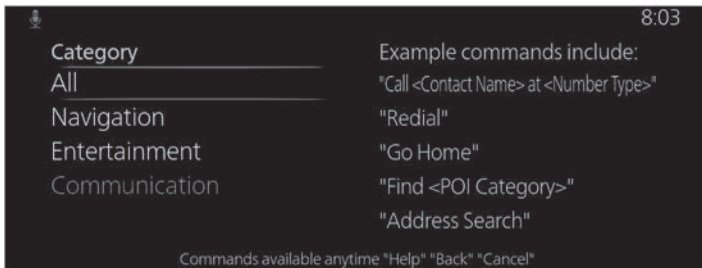 8:03
Category
All
Navigation
Entertainment
Communication
Example commands include:
"Call <Contact Name> at <Number Type>"
"Redial"
"Go Home"
"Find <POI Category>"
"Address Search"
Commands available anytime "Help" "Back" "Cancel"